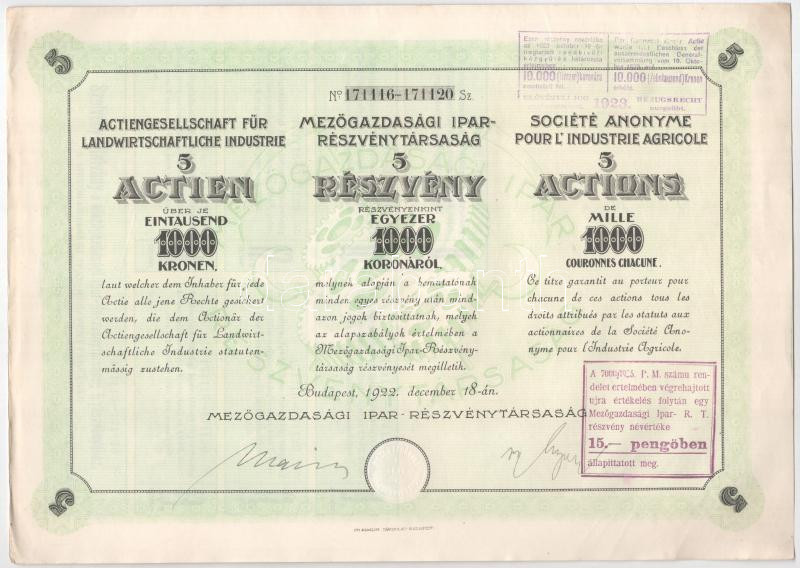 5
5
Nº 171116-171120 Sz.
10.000
10.000
1923.
BEZUGSRECHT
ACTIENGESELLSCHAFT FÜR
LANDWIRTSCHAFTLICHE INDUSTRIE
5
ACTIEN
ÜBER JE
EINTAUSEND
1000
KRONEN,
laut welcher dem Inhaber für jede
Actie alle jene Rechte gesichert
werden, die dem Actionär der
Actiengesellschaft für Landwirt-
schaftliche Industrie statuten-
mässig zustehen.
MEZŐGAZDASÁGI IPAR-
RÉSZVÉNYTÁRSASÁG
5
RÉSZVÉNY
RÉSZVÉNYENKINT
EGYEZER
1000
KORONÁRÓL
melynek alapján a bemutatónak
minden egyes részvény után mind-
azon jogok biztosíttatnak, melyek
az alapszabályok értelmében a
Mezőgazdasági Ipar-Részvény-
társaság részvényesét megilletik.
SOCIÉTÉ ANONYME
POUR L'INDUSTRIE AGRICOLE
5
ACTIONS
DE
MILLE
1000
COURONNES CHACUNE.
Ce titre garantit au porteur pour
chacune de ces actions tous les
droits attribués par les statuts aux
actionnaires de la Société Ano-
nyme pour l'Industrie Agricole.
Budapest, 1922. december 18-án.
MEZŐGAZDASÁGI IPAR-RÉSZVÉNYTÁRSASÁG
A P. M. számu ren-
delet értelmében végrehajtott
ujra értékelés folytán egy
Mezőgazdasági Ipar- R. T.
részvény névértéke
15.— pengőben
állapittatott meg.
5
5